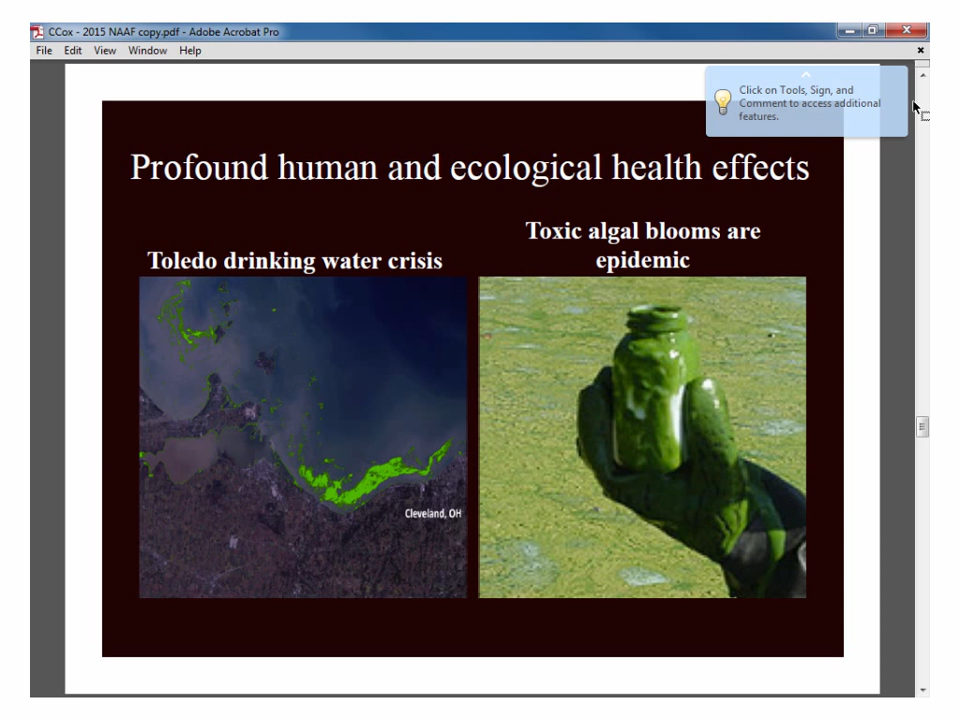 CCox - 2015 NAAF copy.pdf - Adobe Acrobat Pro
File Edit View Window Help
Click on Tools, Sign, and
Comment to access additional
features.
Profound human and ecological health effects
Toledo drinking water crisis
Toxic algal blooms are
epidemic
Cleveland, OH